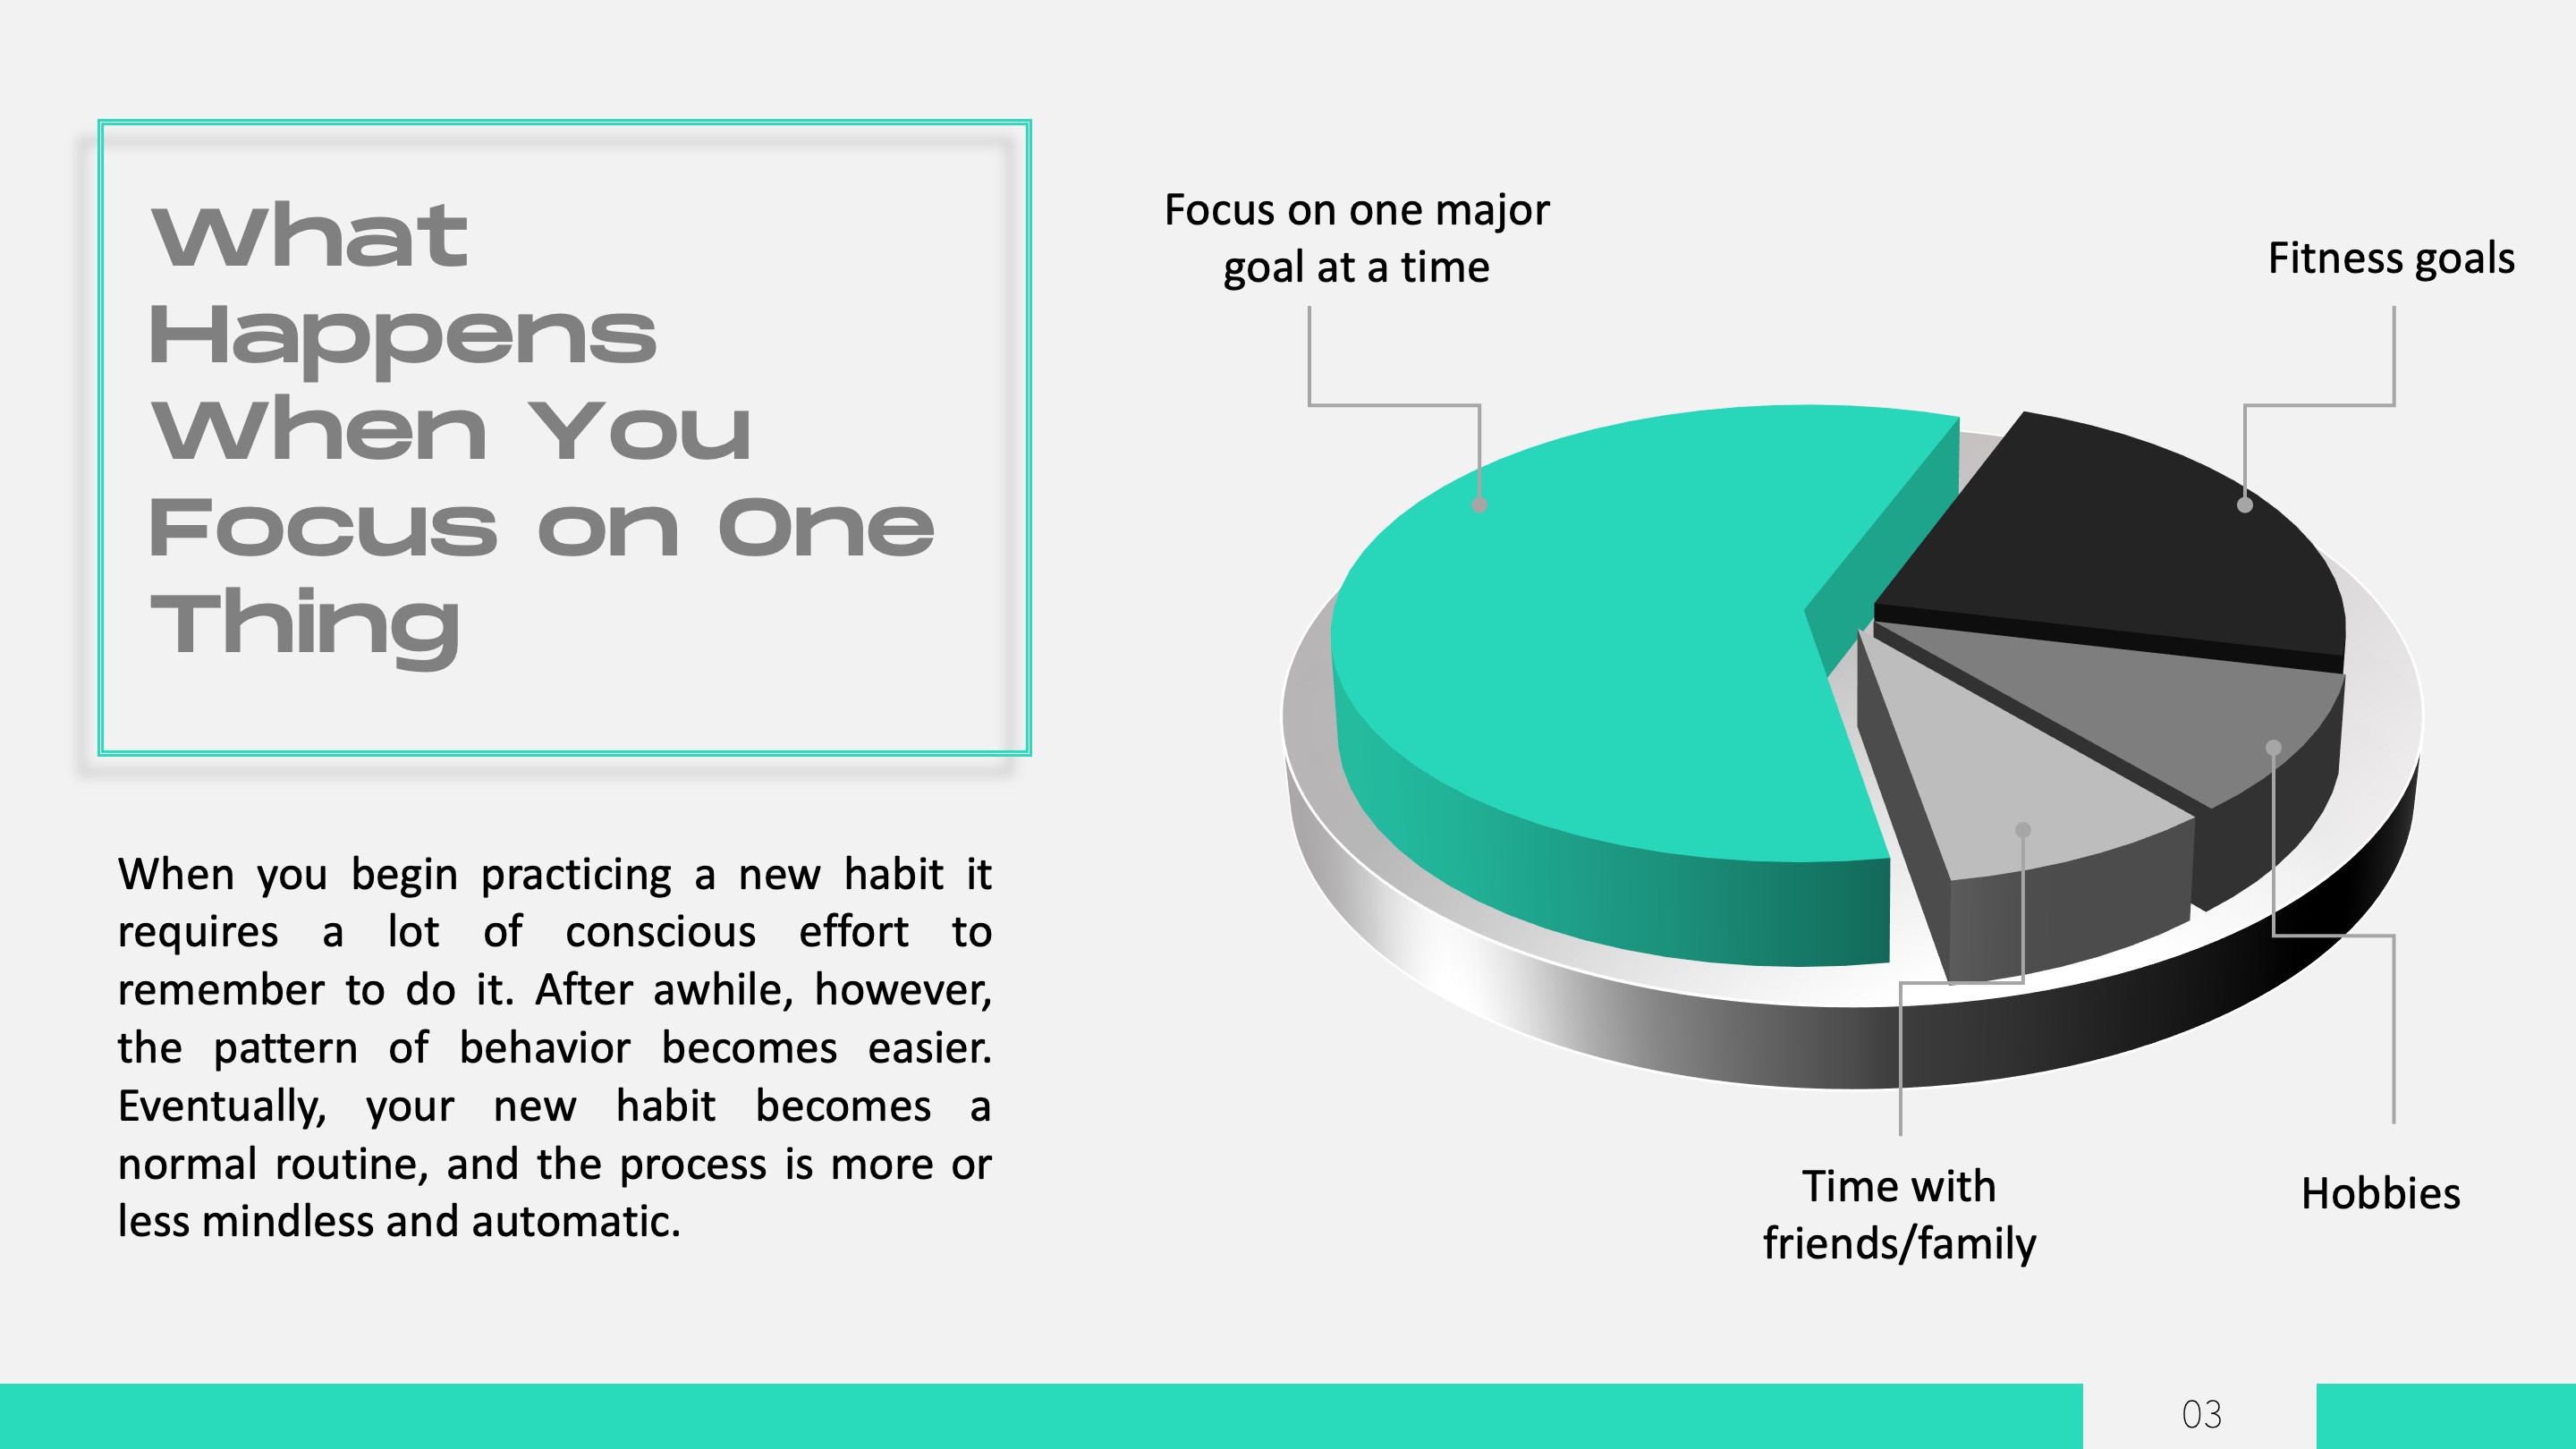 What
Happens
When You
Focus on One
Thing
When you begin practicing a new habit it
requires a lot of conscious effort to
remember to do it. After awhile, however,
the pattern of behavior becomes easier.
Eventually, your new habit becomes a
normal routine, and the process is more or
less mindless and automatic.
Focus on one major
goal at a time
Fitness goals
Time with
friends/family
Hobbies
03